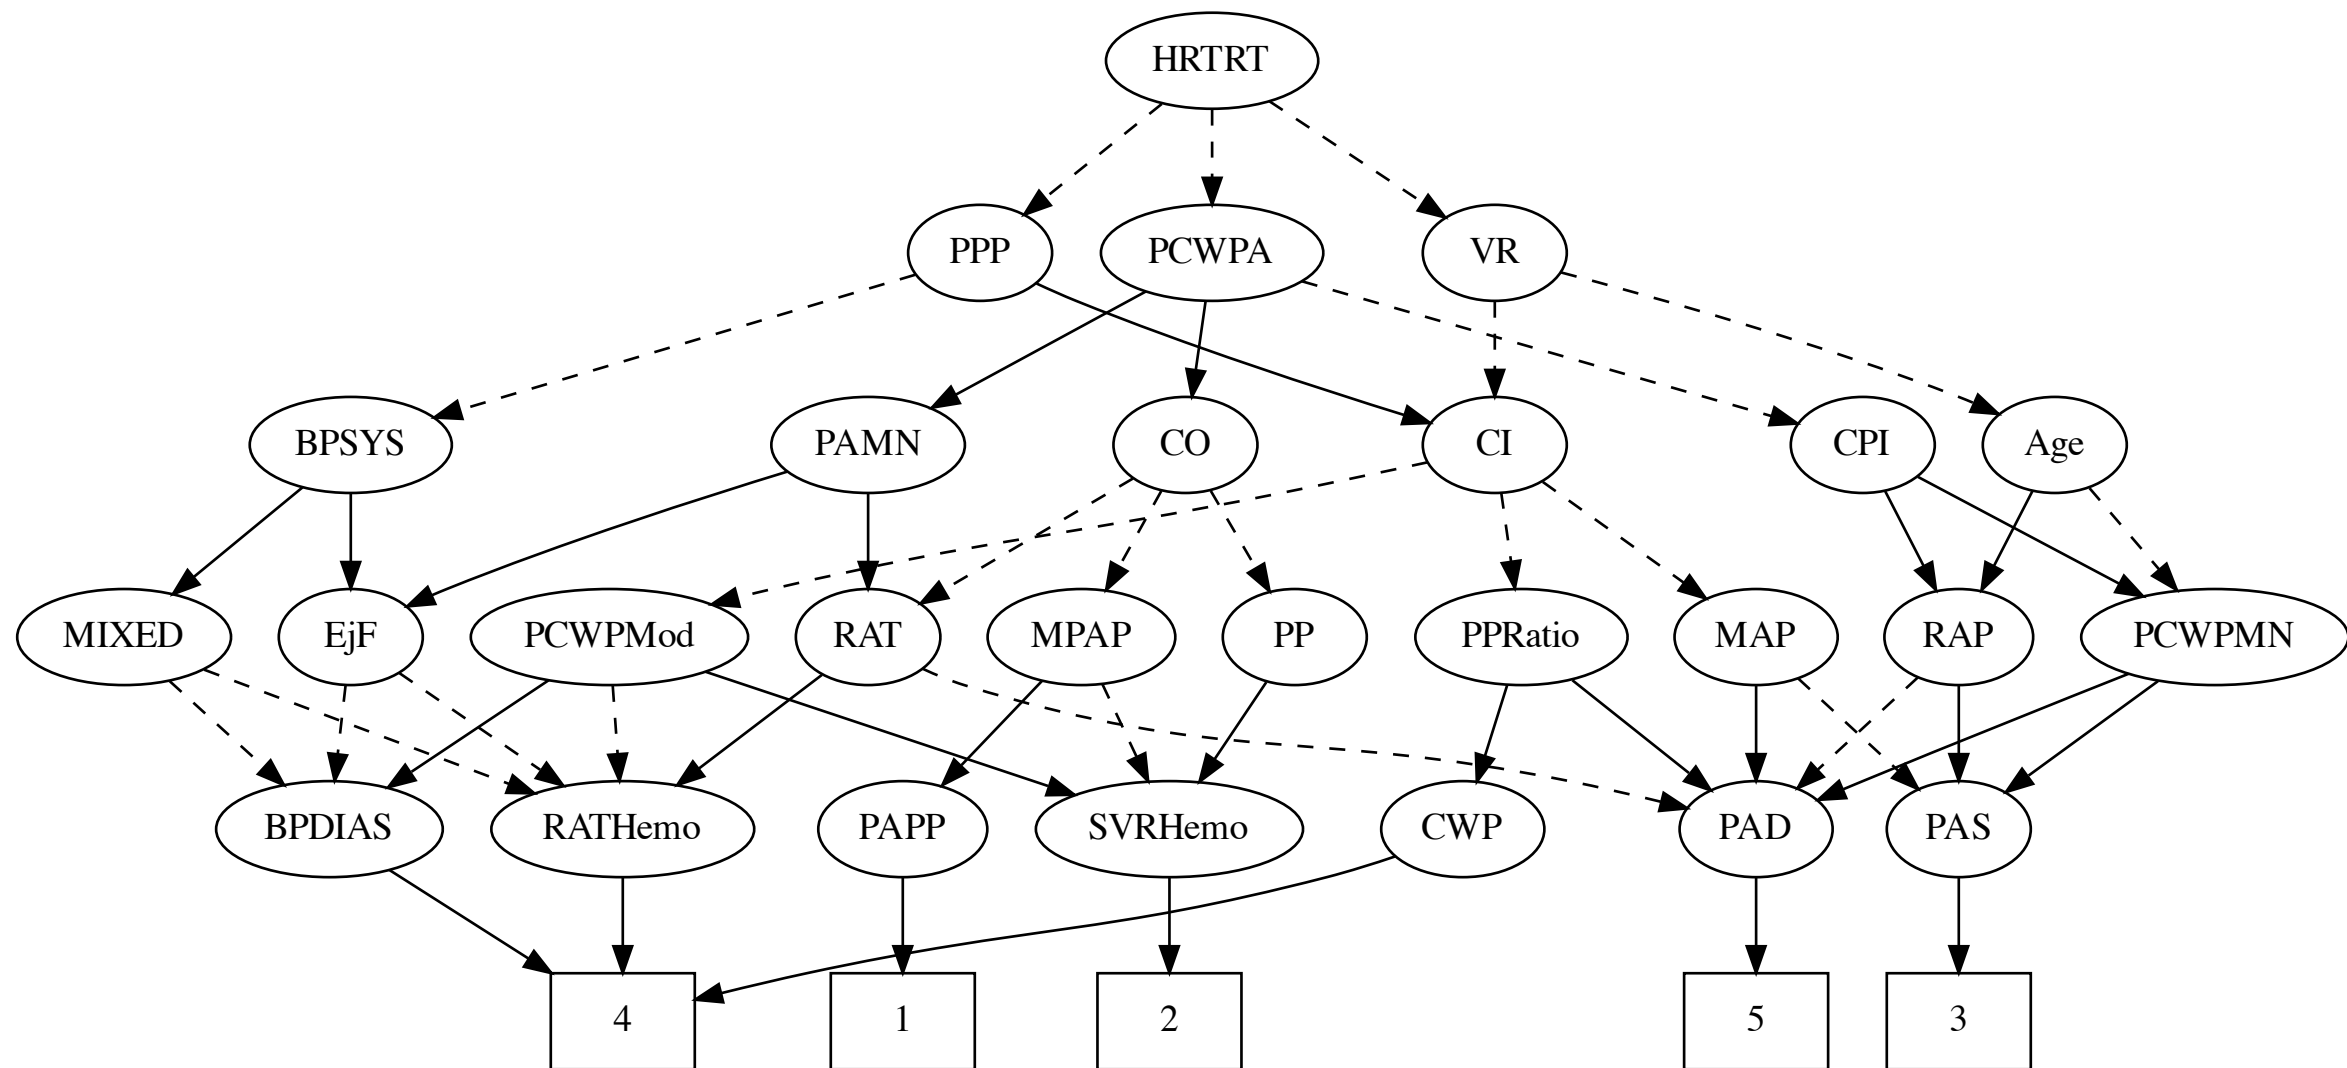 HRTRT
PPP
PCWPA
VR
BPSYS
PAMN
CO
CI
CPI
Age
MIXED
EjF
PCWPMod
RAT
MPAP
PP
PPRatio
MAP
RAP
PCWPMN
BPDIAS
RATHemo
PAPP
SVRHemo
CWP
PAD
PAS
4
1
2
5
3